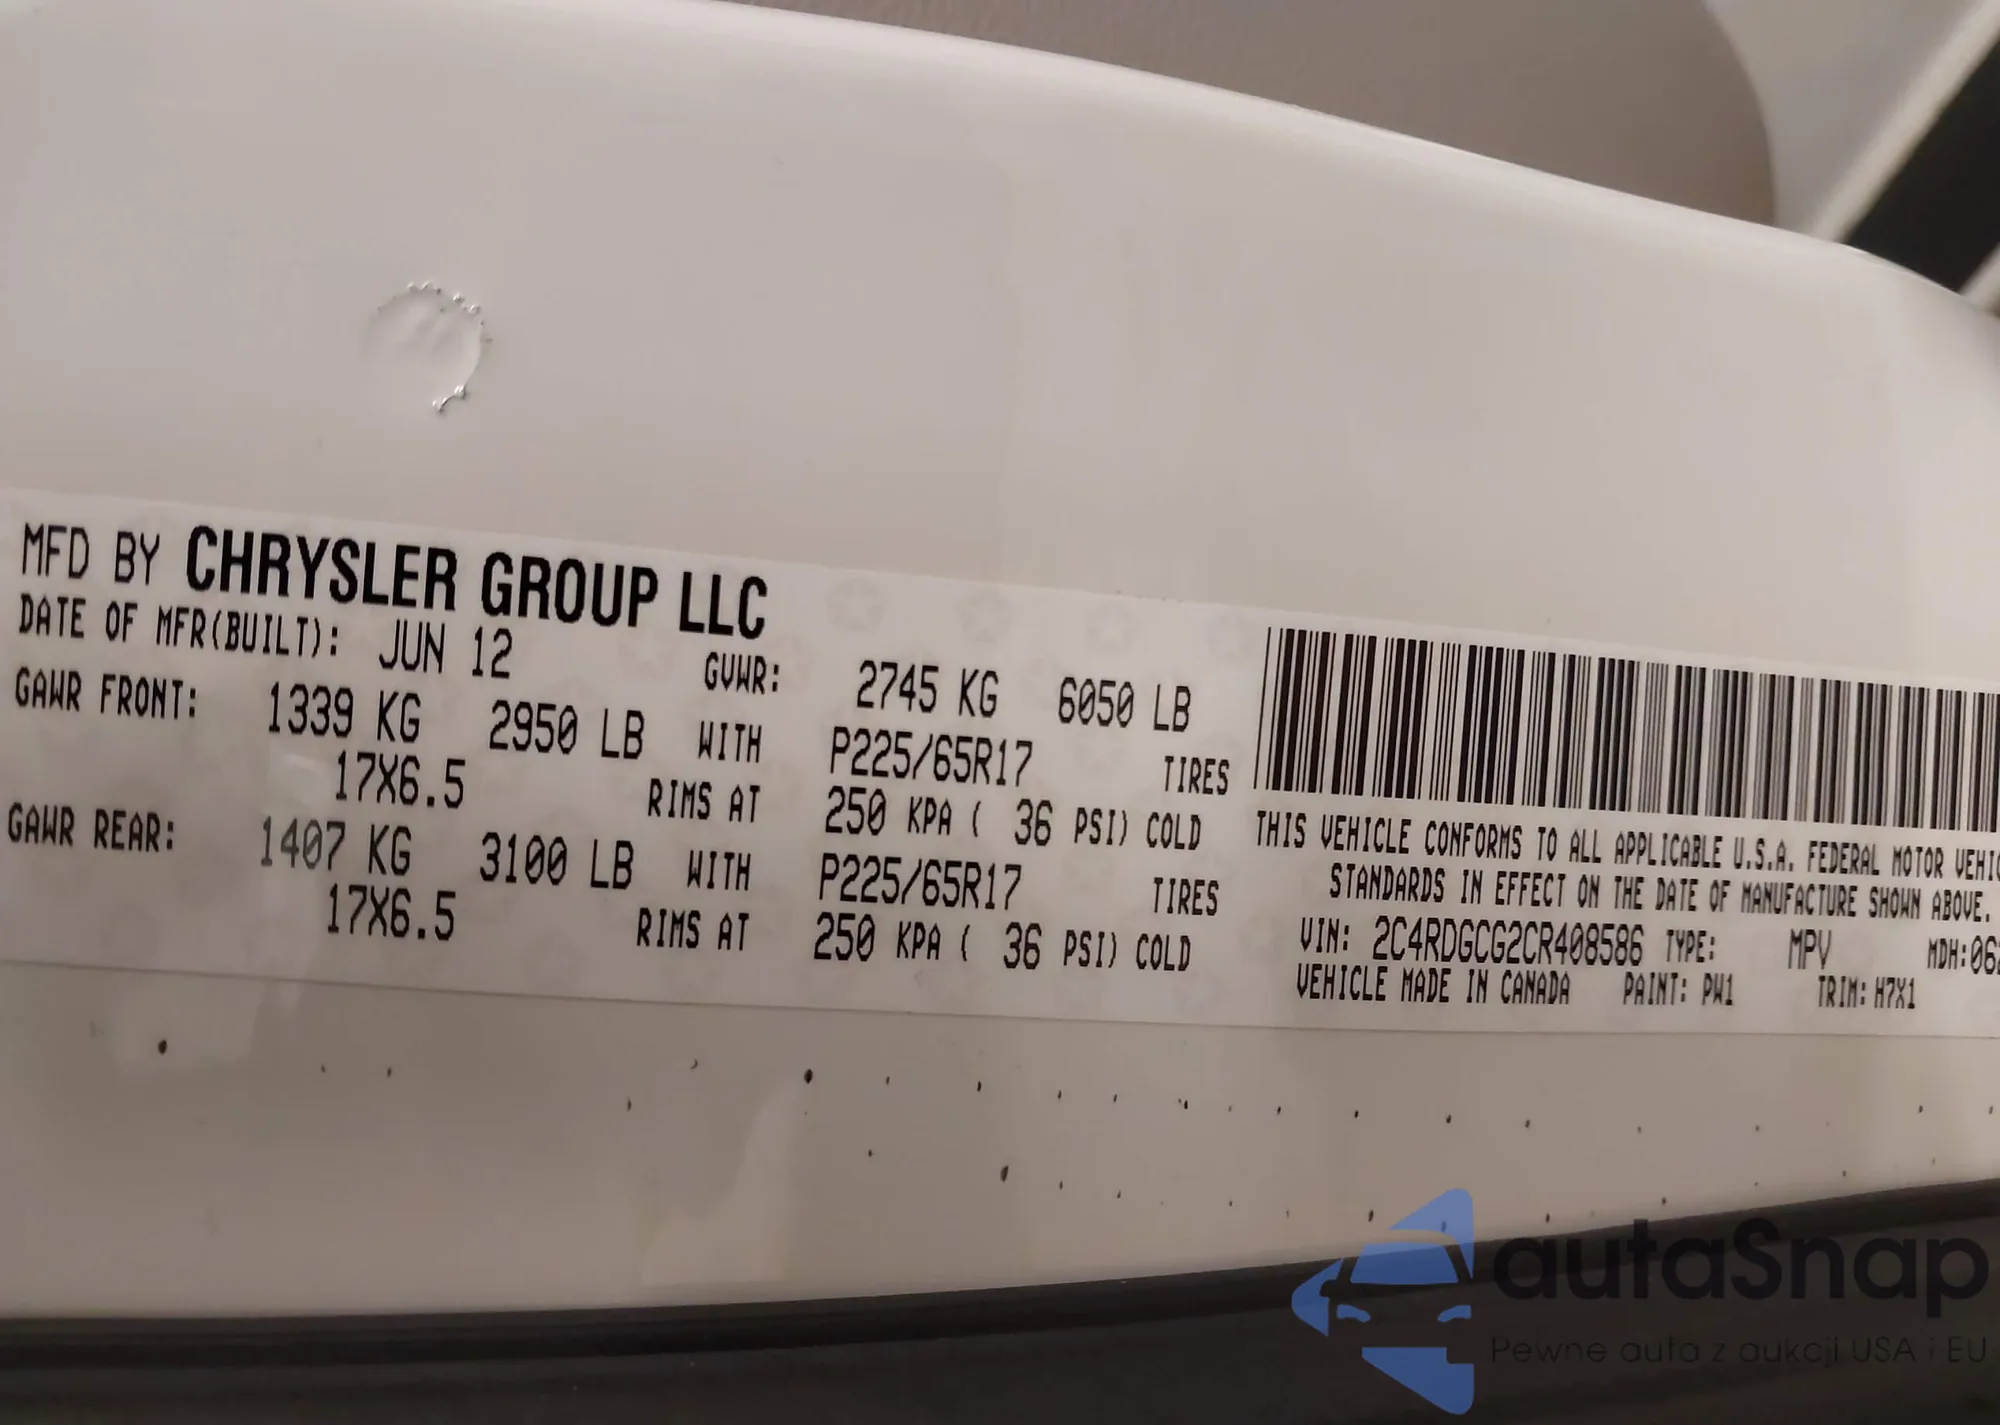 MFD BY CHRYSLER GROUP LLC
DATE OF MFR(BUILT): JUN 12 GVWR: 2745 KG 6050 LB
GAWR FRONT: 1339 KG 2950 LB WITH P225/65R17 TIRES
17X6.5 RIMS AT 250 KPA ( 36 PSI) COLD
GAWR REAR: 1407 KG 3100 LB WITH P225/65R17 TIRES
17X6.5 RIMS AT 250 KPA ( 36 PSI) COLD
THIS VEHICLE CONFORMS TO ALL APPLICABLE U.S.A. FEDERAL MOTOR
STANDARDS IN EFFECT ON THE DATE OF MANUFACTURE SHOWN ABOVE.
VIN: 2C4RDGCG2CR408586 TYPE: MPV MDH:
VEHICLE MADE IN CANADA PAINT: PW1 TRIM: H7X1
autaSnap
Pewne auta z aukcji USA i EU